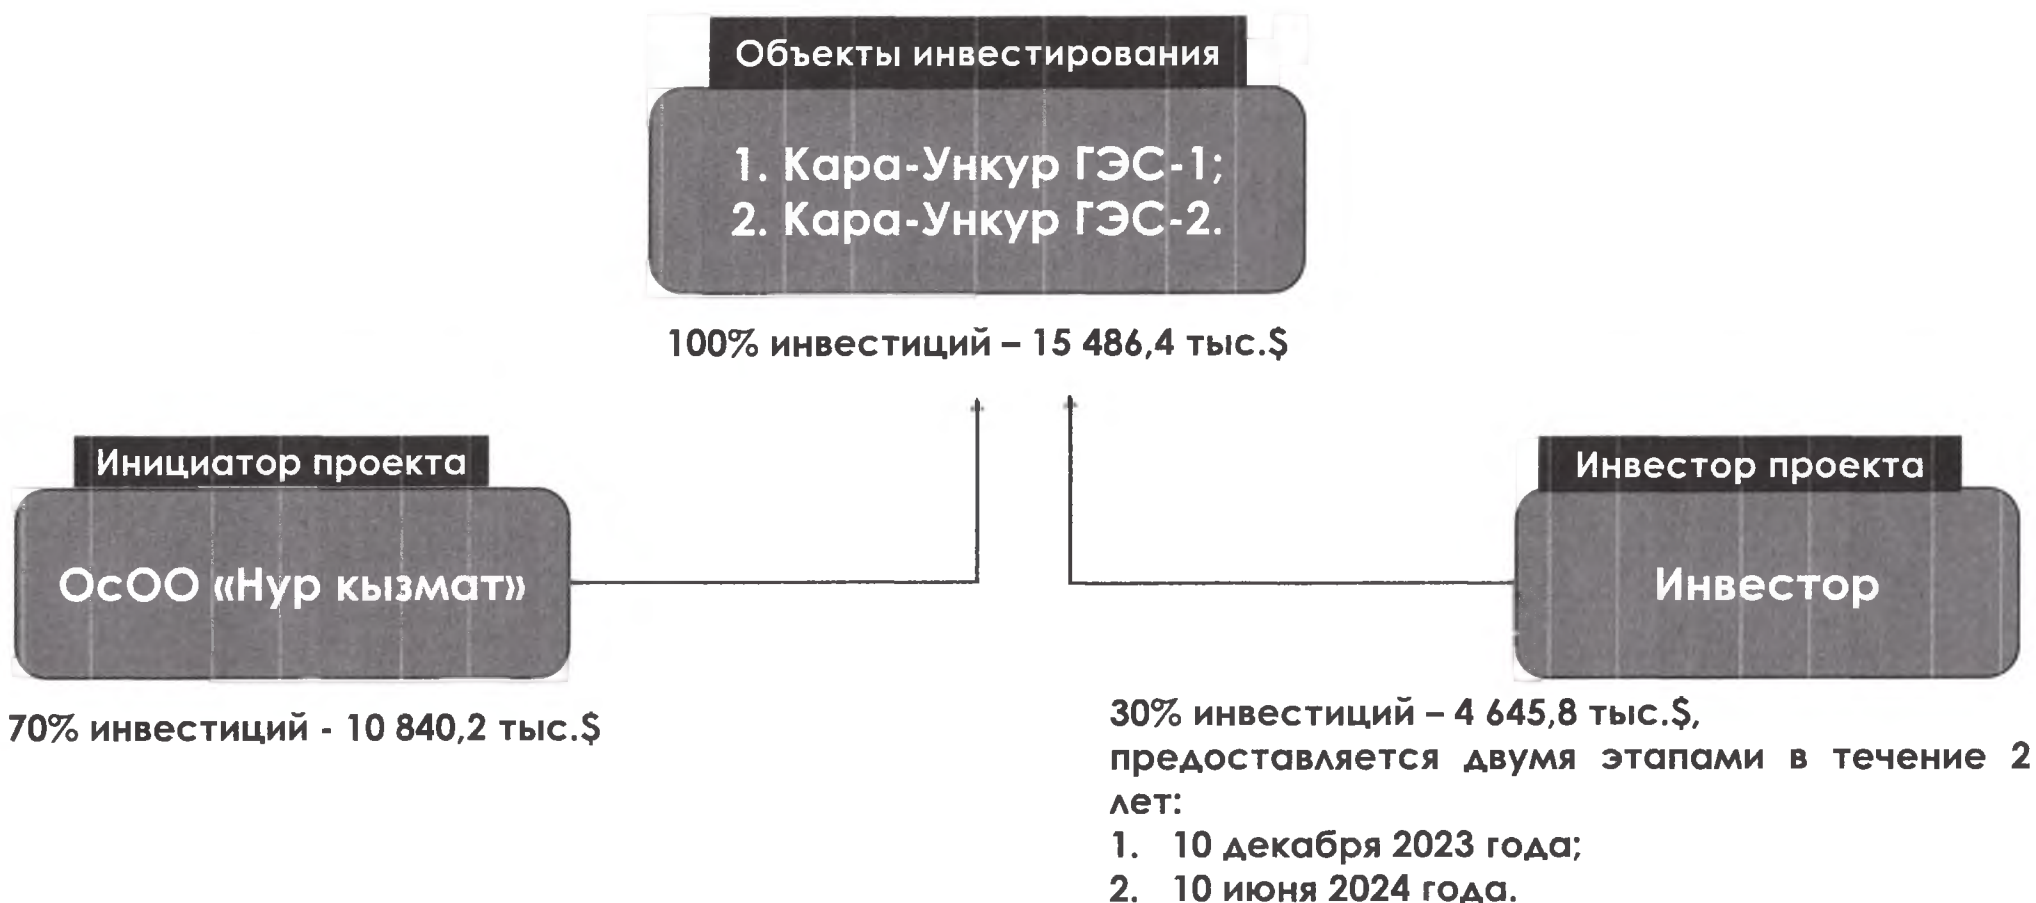 Объекты инвестирования
1. Кара-Ункур ГЭС-1;
2. Кара-Ункур ГЭС-2.
100% инвестиций – 15 486,4 тыс.$
Инициатор проекта
ОсОО «Нур кызмат»
70% инвестиций - 10 840,2 тыс.$
Инвестор проекта
Инвестор
30% инвестиций – 4 645,8 тыс.$,
предоставляется двумя этапами в течение 2
лет:
1. 10 декабря 2023 года;
2. 10 июня 2024 года.